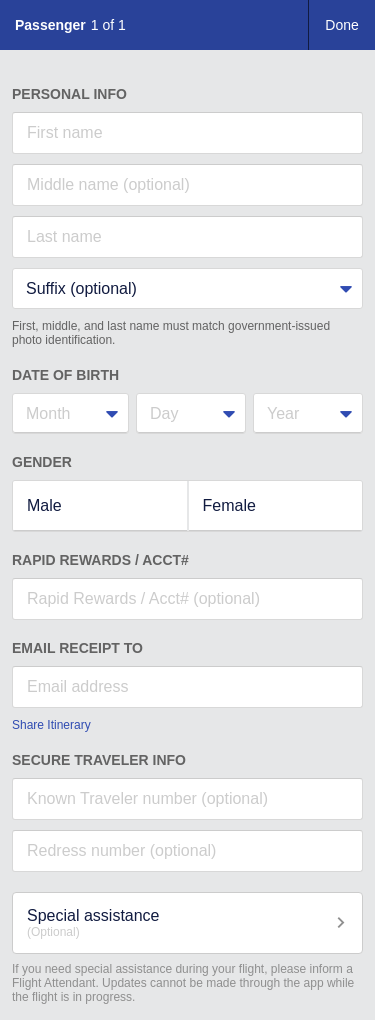 Passenger 1 of 1
Done
PERSONAL INFO
First name
Middle name (optional)
Last name
Suffix (optional)
First, middle, and last name must match government-issued
photo identification.
DATE OF BIRTH
Month Day Year
GENDER
Male Female
RAPID REWARDS / ACCT#
Rapid Rewards / Acct# (optional)
EMAIL RECEIPT TO
Email address
Share Itinerary
SECURE TRAVELER INFO
Known Traveler number (optional)
Redress number (optional)
Special assistance
(Optional)
If you need special assistance during your flight, please inform a
Flight Attendant. Updates cannot be made through the app while
the flight is in progress.